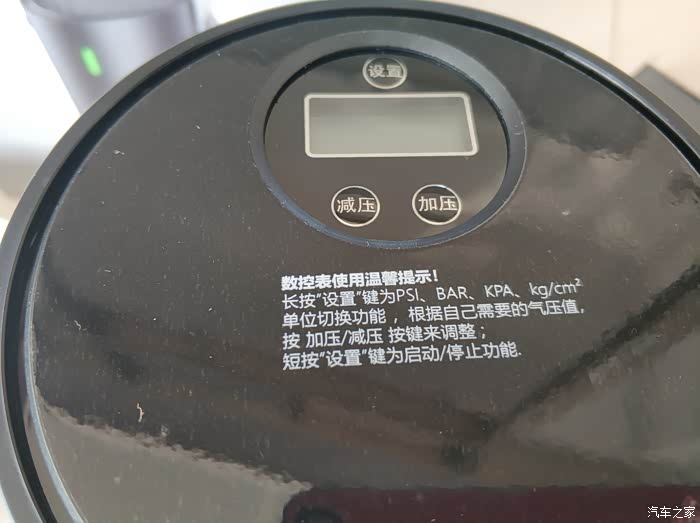 设置
减压 加压
数控表使用温馨提示!
长按"设置"键为PSI、BAR、KPA、kg/cm²
单位切换功能，根据自己需要的气压值,
按 加压/减压 按键来调整；
短按"设置"键为启动/停止功能.
汽车之家